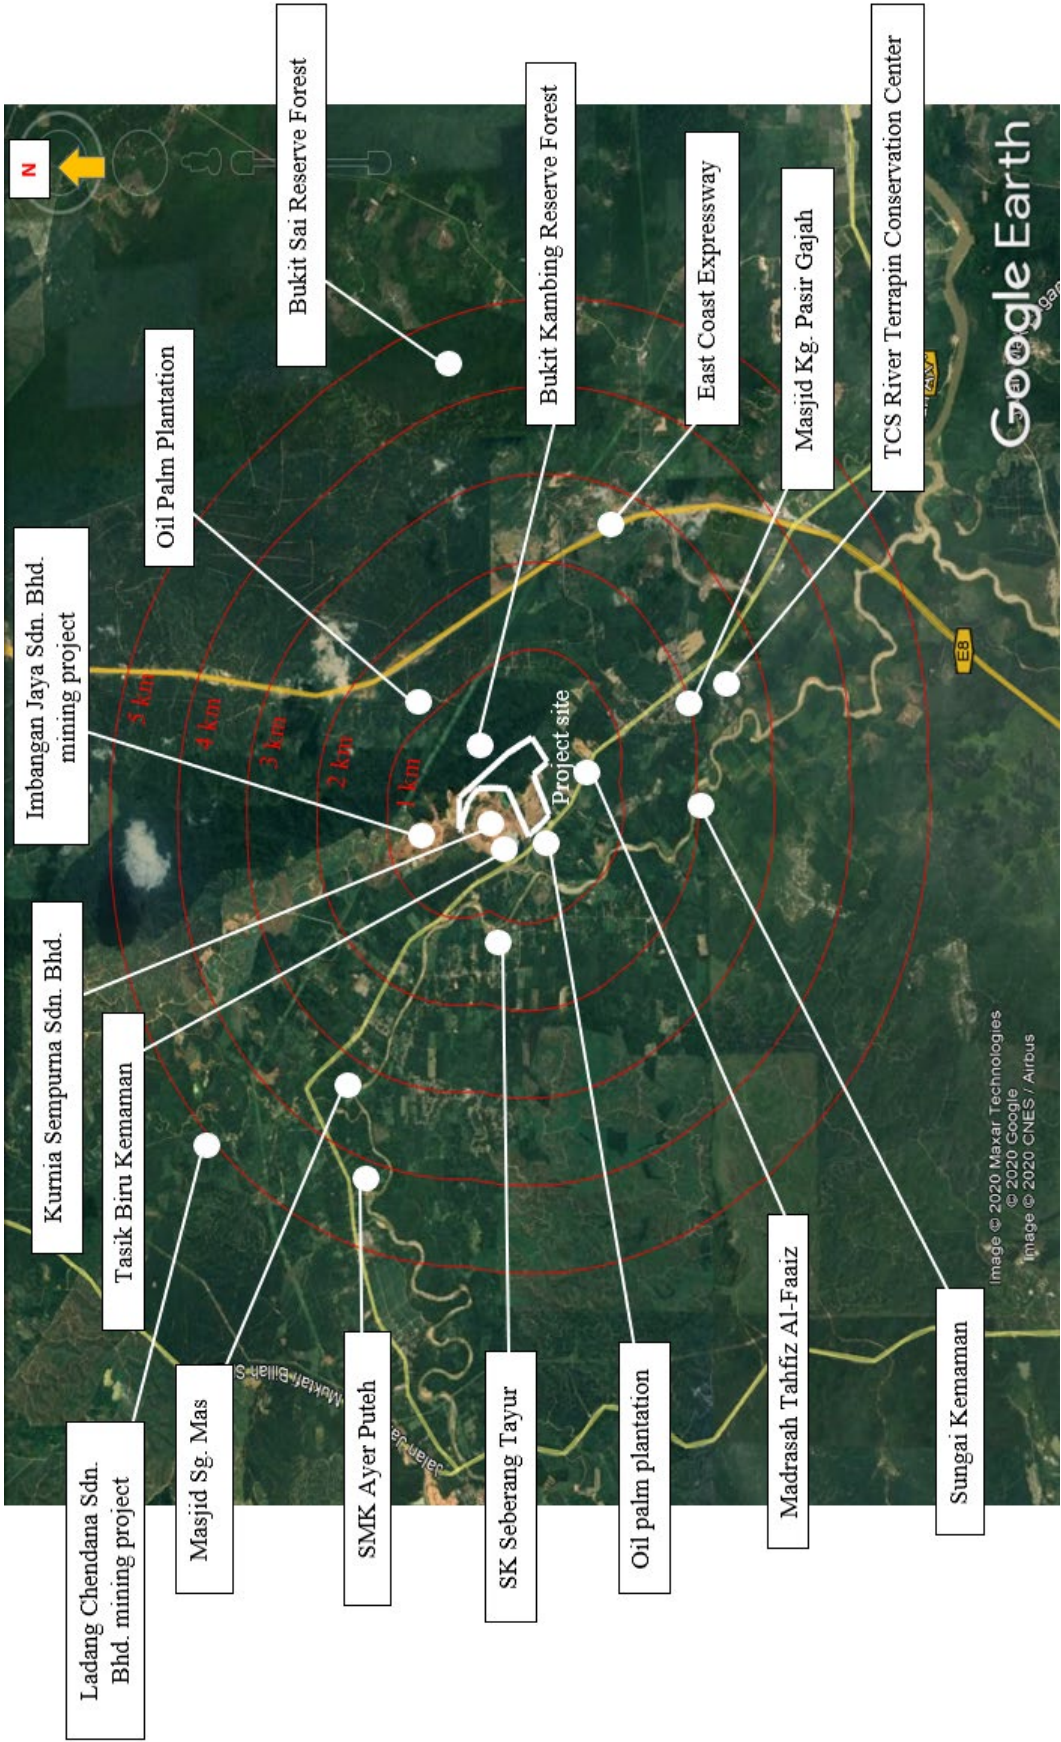 Ladang Chendana Sdn.
Bhd. mining project
Kurnia Sempurna Sdn. Bhd.
Imbangan Jaya Sdn. Bhd.
mining project
Tasik Biru Kemaman
Oil Palm Plantation
N
Masjid Sg. Mas
Bukit Sai Reserve Forest
SMK Ayer Puteh
SK Seberang Tayur
Bukit Kambing Reserve Forest
Oil palm plantation
East Coast Expressway
Madrasah Tahfiz Al-Faaiz
Masjid Kg. Pasir Gajah
Sungai Kemaman
TCS River Terrapin Conservation Center
5 km
4 km
3 km
2 km
1 km
Project site
Muktafi Billah S
Jalan Ja
E8
Image © 2020 Maxar Technologies
© 2020 Google
Image © 2020 CNES / Airbus
Google Earth